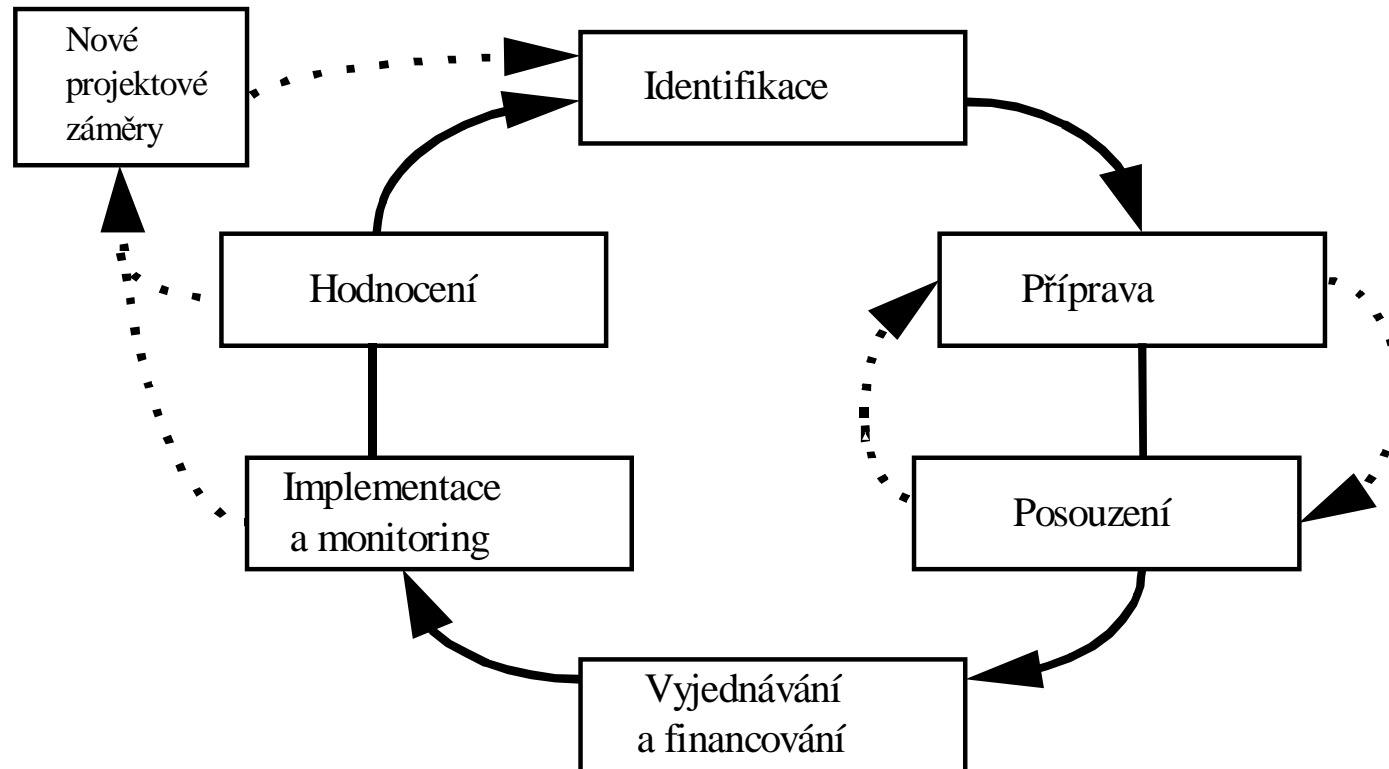 Nové
projektové
záměry
Identifikace
Hodnocení
Příprava
Implementace
a monitoring
Posouzení
Vyjednávání
a financování